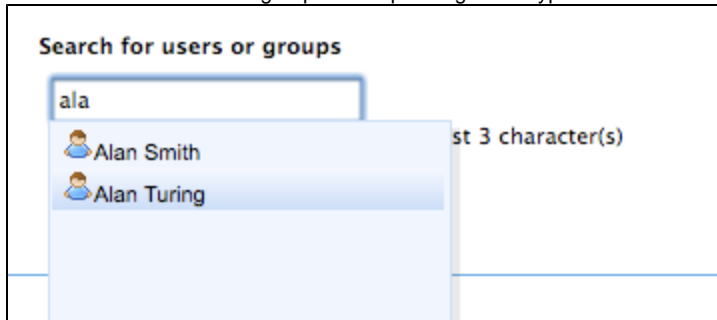 Search for users or groups
ala
st 3 character(s)
Alan Smith
Alan Turing